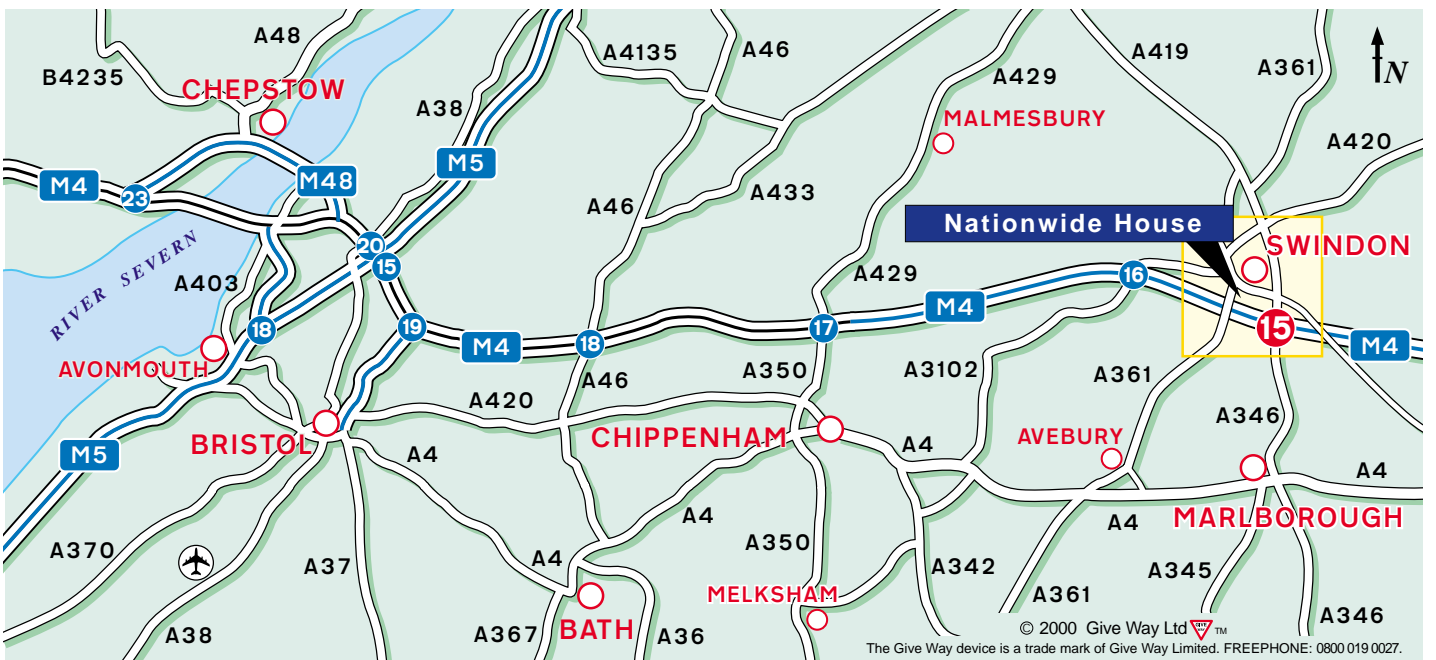 A48
A4135
A46
A419
A361
N
B4235
CHEPSTOW
A38
A429
MALMESBURY
A420
M5
M4
23
M48
A433
A46
Nationwide House
RIVER SEVERN
A403
20
15
A429
16
SWINDON
18
19
M4
18
17
M4
15
M4
AVONMOUTH
A46
A350
A3102
A361
A420
A346
BRISTOL
M5
A4
CHIPPENHAM
A4
AVEBURY
A4
MARLBOROUGH
A4
A4
A370
A37
A4
A350
A342
A345
MELKSHAM
A361
A346
A38
A367
BATH
A36
© 2000 Give Way Ltd GIVE WAY TM
The Give Way device is a trade mark of Give Way Limited. FREEPHONE: 0800 019 0027.